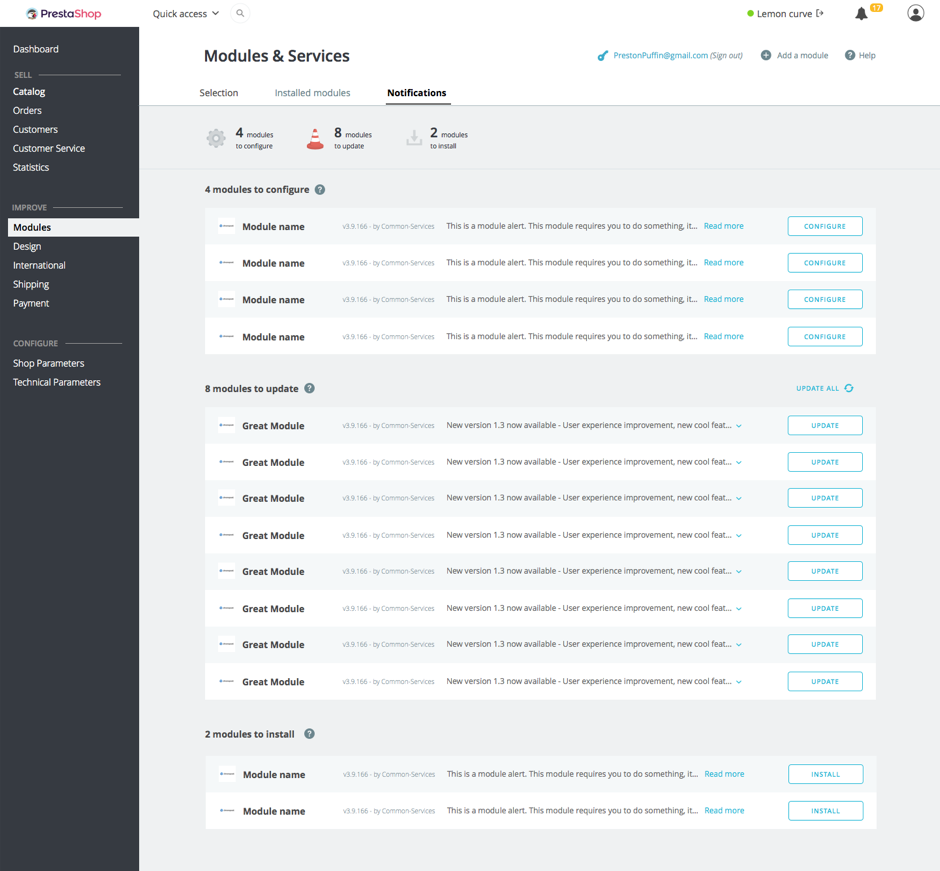 PrestaShop
Quick access
Lemon curve
17
Dashboard
SELL
Catalog
Orders
Customers
Customer Service
Statistics
IMPROVE
Modules
Design
International
Shipping
Payment
CONFIGURE
Shop Parameters
Technical Parameters
Modules & Services
PrestonPuffin@gmail.com (Sign out)
Add a module
? Help
Selection
Installed modules
Notifications
4 modules
to configure
8 modules
to update
2 modules
to install
4 modules to configure ?
Module name v3.9.166 - by Common-Services This is a module alert. This module requires you to do something, it... Read more CONFIGURE
Module name v3.9.166 - by Common-Services This is a module alert. This module requires you to do something, it... Read more CONFIGURE
Module name v3.9.166 - by Common-Services This is a module alert. This module requires you to do something, it... Read more CONFIGURE
Module name v3.9.166 - by Common-Services This is a module alert. This module requires you to do something, it... Read more CONFIGURE
8 modules to update ? UPDATE ALL
Great Module v3.9.166 - by Common-Services New version 1.3 now available - User experience improvement, new cool feat... UPDATE
Great Module v3.9.166 - by Common-Services New version 1.3 now available - User experience improvement, new cool feat... UPDATE
Great Module v3.9.166 - by Common-Services New version 1.3 now available - User experience improvement, new cool feat... UPDATE
Great Module v3.9.166 - by Common-Services New version 1.3 now available - User experience improvement, new cool feat... UPDATE
Great Module v3.9.166 - by Common-Services New version 1.3 now available - User experience improvement, new cool feat... UPDATE
Great Module v3.9.166 - by Common-Services New version 1.3 now available - User experience improvement, new cool feat... UPDATE
Great Module v3.9.166 - by Common-Services New version 1.3 now available - User experience improvement, new cool feat... UPDATE
Great Module v3.9.166 - by Common-Services New version 1.3 now available - User experience improvement, new cool feat... UPDATE
2 modules to install ?
Module name v3.9.166 - by Common-Services This is a module alert. This module requires you to do something, it... Read more INSTALL
Module name v3.9.166 - by Common-Services This is a module alert. This module requires you to do something, it... Read more INSTALL